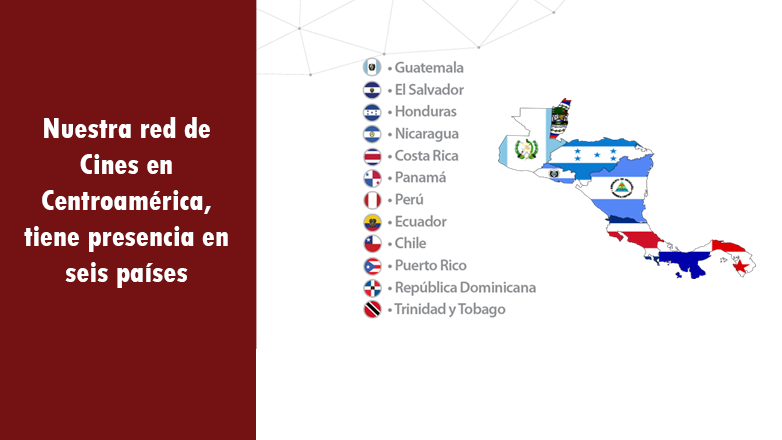 Nuestra red de
Cines en
Centroamérica,
tiene presencia en
seis países
• Guatemala
• El Salvador
• Honduras
• Nicaragua
• Costa Rica
• Panamá
• Perú
• Ecuador
• Chile
• Puerto Rico
• República Dominicana
• Trinidad y Tobago